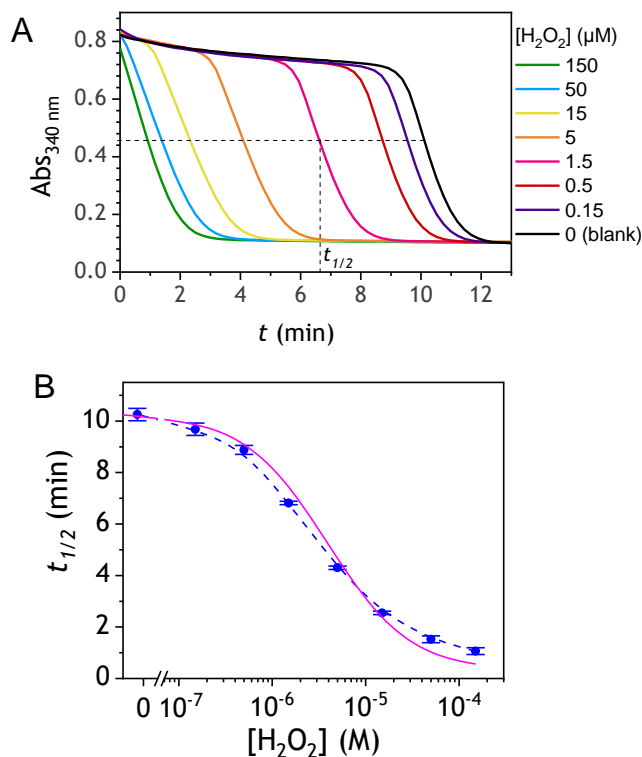 A
[H₂O₂] (µM)
0.8
0.6
0.4
0.2
0.0
Abs₃₄₀ ₙₘ
150
50
15
5
1.5
0.5
0.15
0 (blank)
t₁/₂
0 2 4 6 8 10 12
t (min)
B
10
8
6
4
2
0
t₁/₂ (min)
0 10⁻⁷ 10⁻⁶ 10⁻⁵ 10⁻⁴
[H₂O₂] (M)